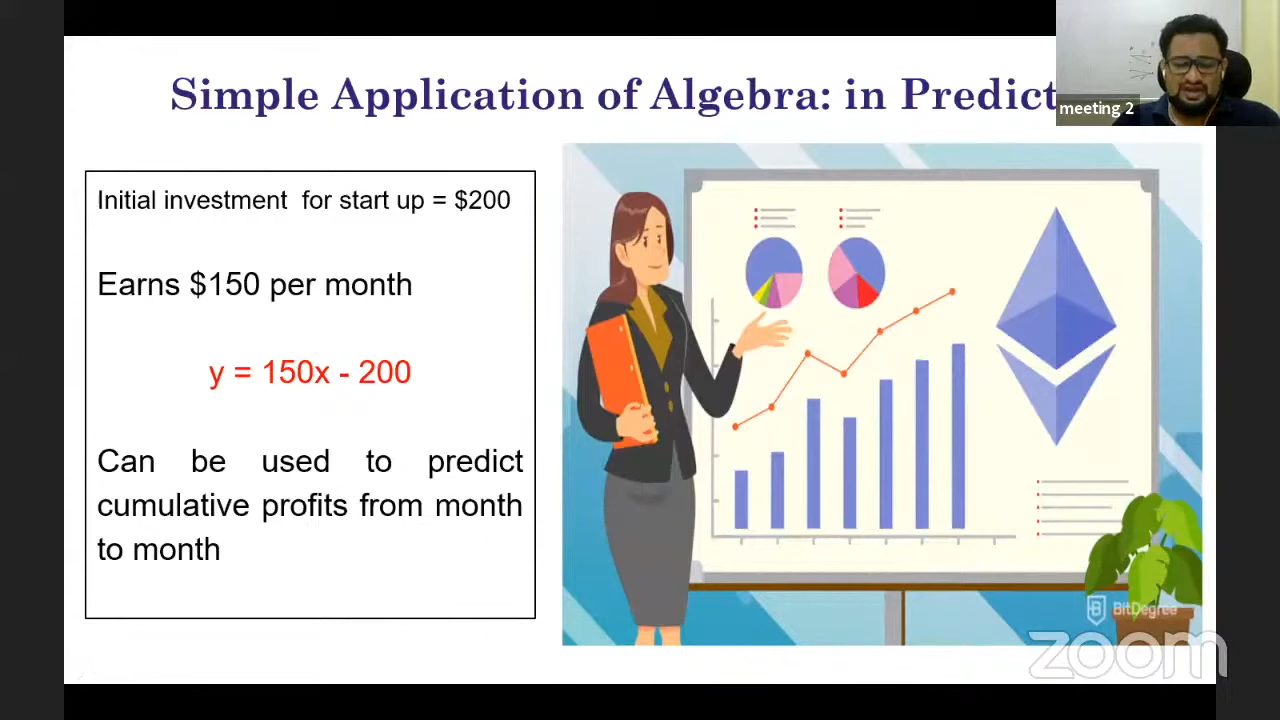 Simple Application of Algebra: in Predict
meeting 2
Initial investment for start up = $200
Earns $150 per month
y = 150x - 200
Can be used to predict
cumulative profits from month
to month
BitDegree
zoom